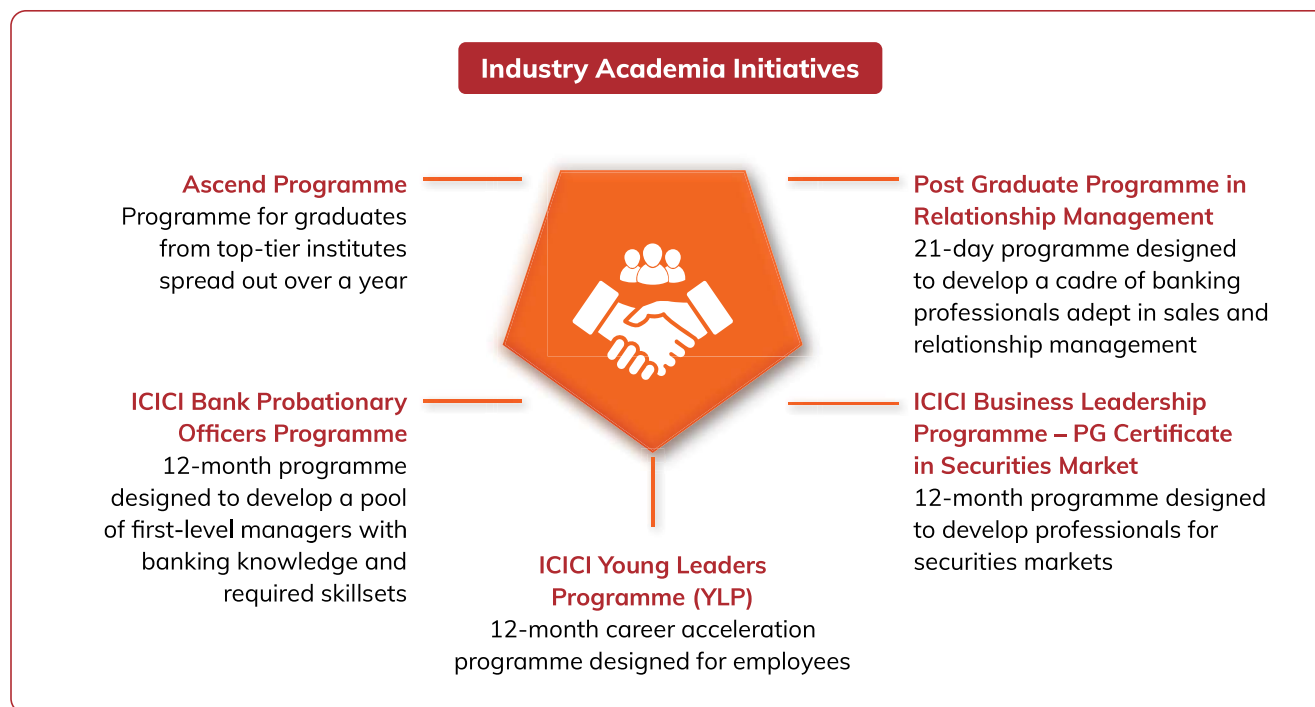 Industry Academia Initiatives
Ascend Programme
Programme for graduates
from top-tier institutes
spread out over a year
Post Graduate Programme in
Relationship Management
21-day programme designed
to develop a cadre of banking
professionals adept in sales and
relationship management
ICICI Bank Probationary
Officers Programme
12-month programme
designed to develop a pool
of first-level managers with
banking knowledge and
required skillsets
ICICI Business Leadership
Programme – PG Certificate
in Securities Market
12-month programme designed
to develop professionals for
securities markets
ICICI Young Leaders
Programme (YLP)
12-month career acceleration
programme designed for employees